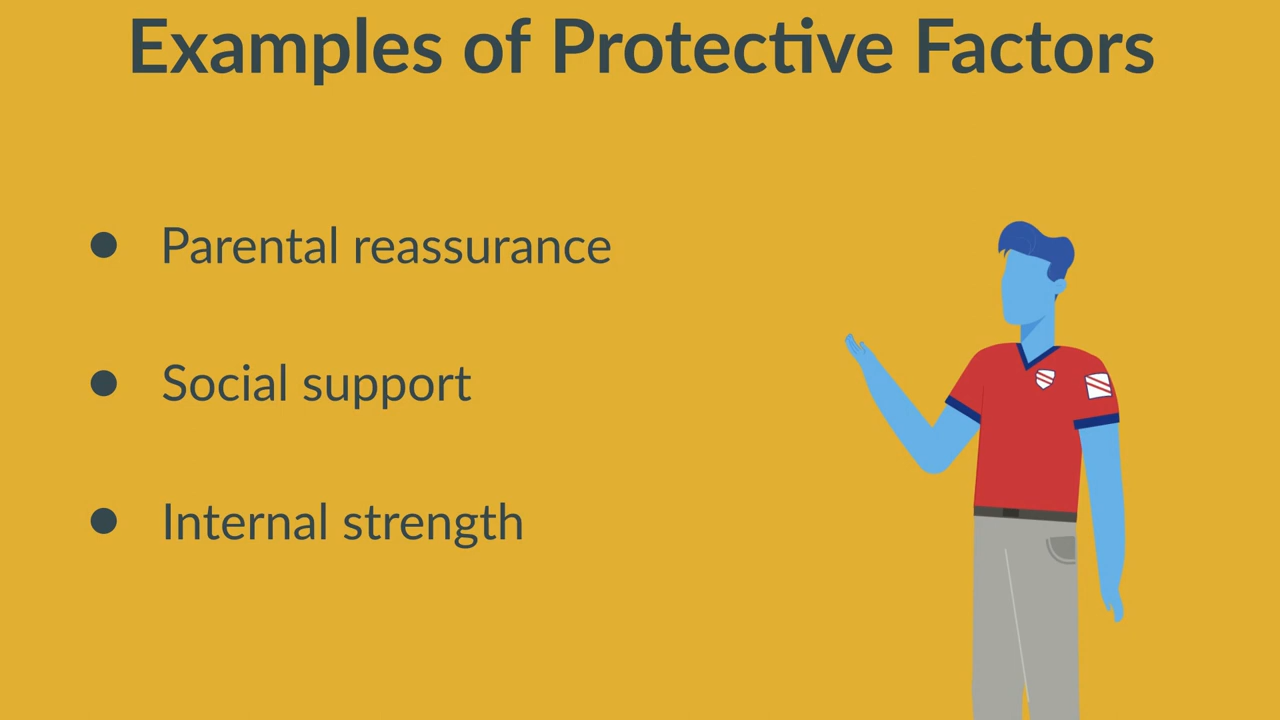 Examples of Protective Factors
● Parental reassurance
● Social support
● Internal strength